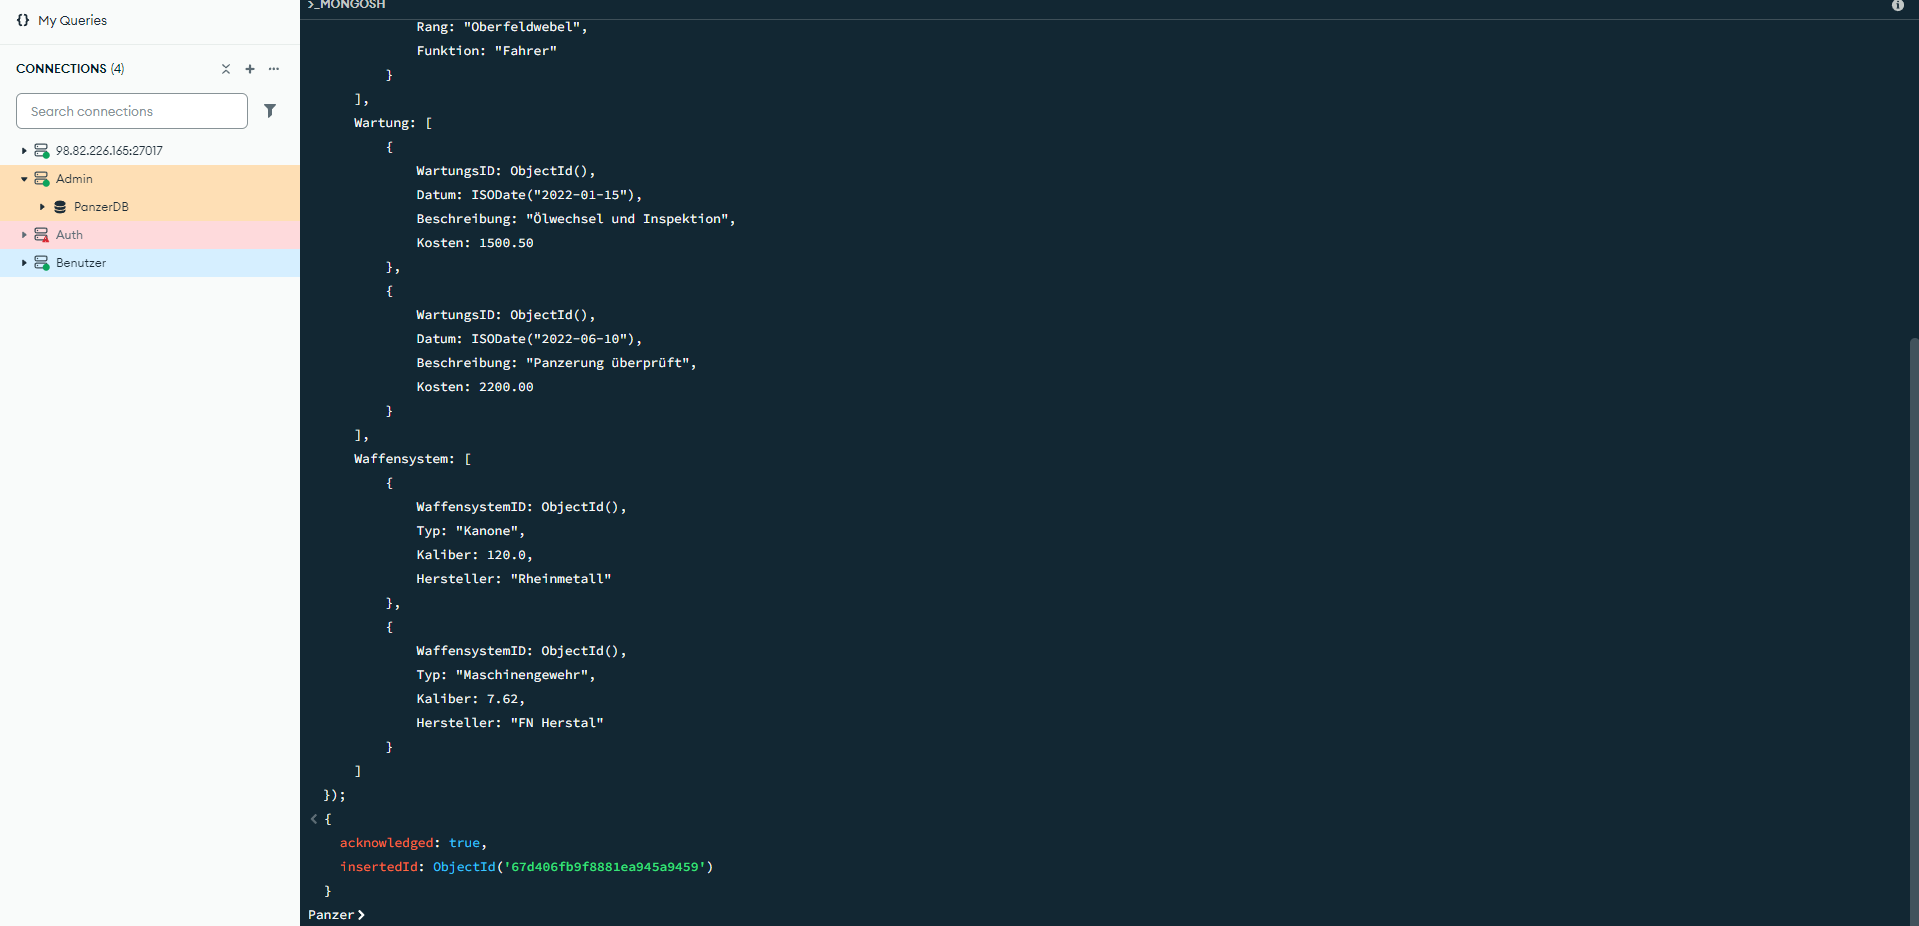 My Queries
CONNECTIONS (4)
Search connections
98.82.226.165:27017
Admin
PanzerDB
Auth
Benutzer
>_MONGOSH
Rang: "Oberfeldwebel",
Funktion: "Fahrer"
}
],
Wartung: [
{
WartungsID: ObjectId(),
Datum: ISODate("2022-01-15"),
Beschreibung: "Ölwechsel und Inspektion",
Kosten: 1500.50
},
{
WartungsID: ObjectId(),
Datum: ISODate("2022-06-10"),
Beschreibung: "Panzerung überprüft",
Kosten: 2200.00
}
],
Waffensystem: [
{
WaffensystemID: ObjectId(),
Typ: "Kanone",
Kaliber: 120.0,
Hersteller: "Rheinmetall"
},
{
WaffensystemID: ObjectId(),
Typ: "Maschinengewehr",
Kaliber: 7.62,
Hersteller: "FN Herstal"
}
]
});
< {
acknowledged: true,
insertedId: ObjectId('67d406fb9f8881ea945a9459')
}
Panzer>